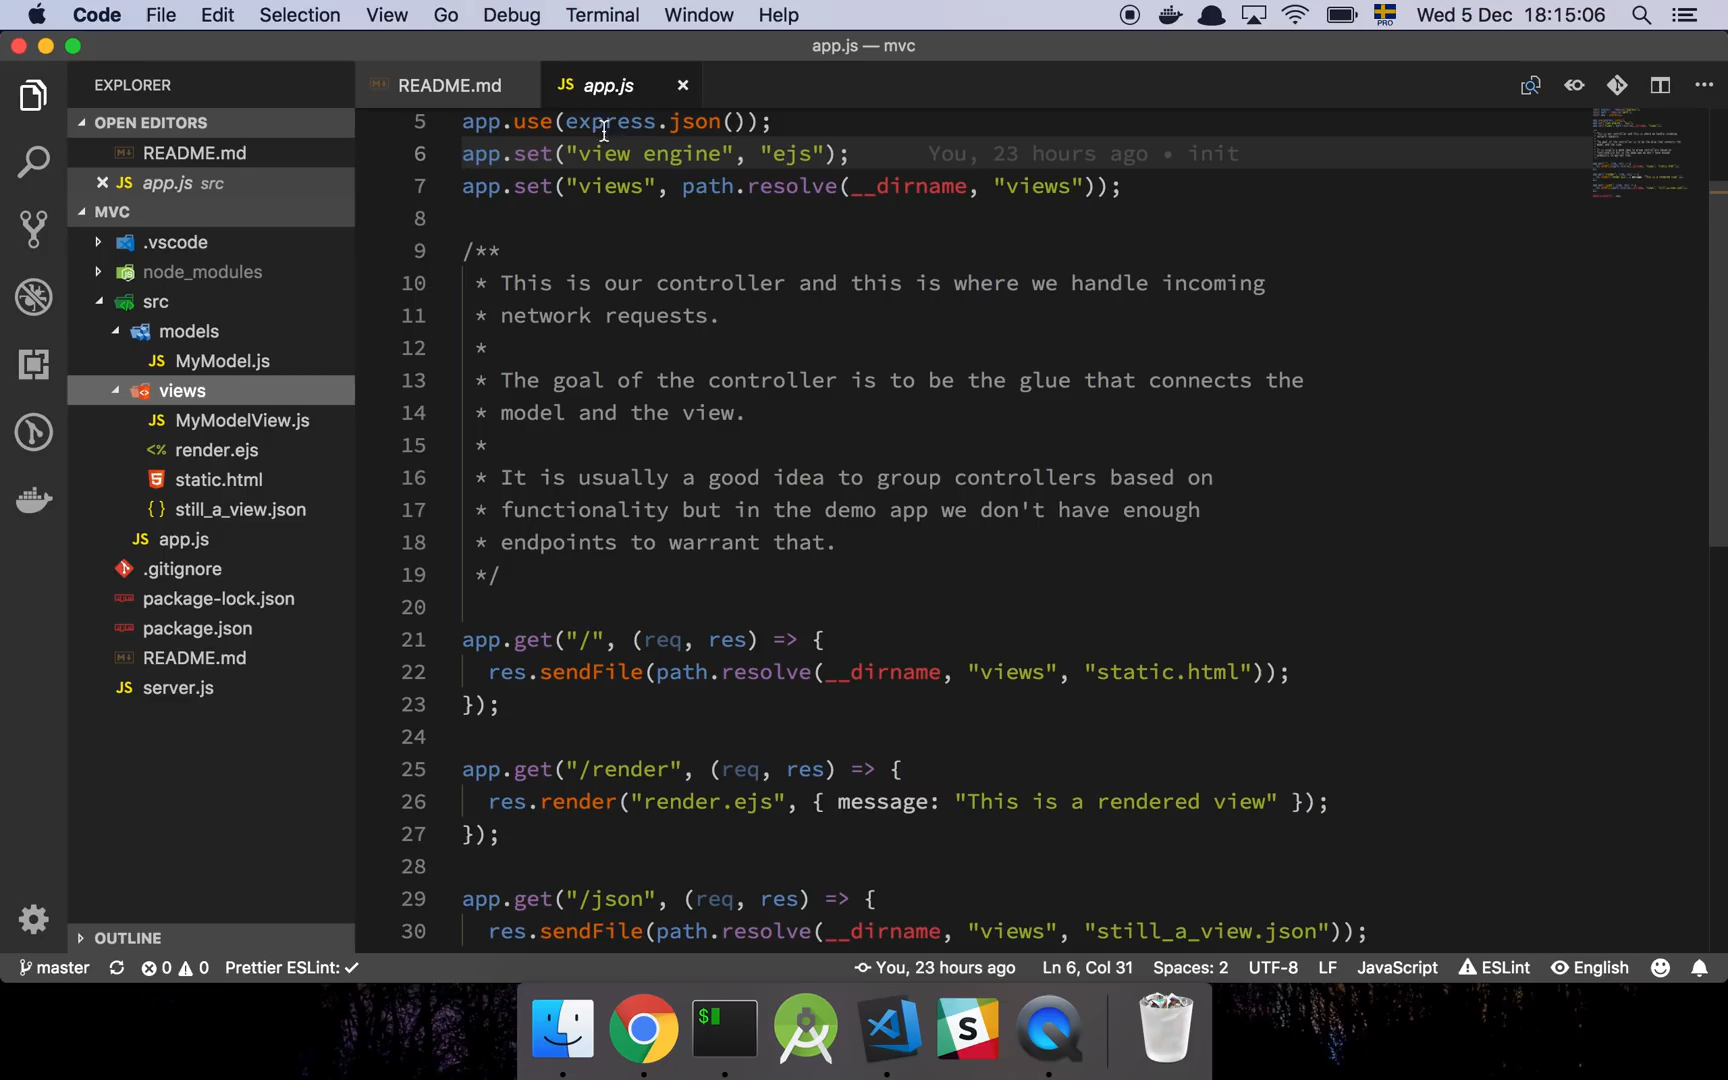 Code File Edit Selection View Go Debug Terminal Window Help PRO Wed 5 Dec 18:15:06
app.js — mvc
EXPLORER
README.md
JS app.js ×
OPEN EDITORS
README.md
× JS app.js src
MVC
.vscode
node_modules
src
models
JS MyModel.js
views
JS MyModelView.js
<% render.ejs
5 static.html
{ } still_a_view.json
JS app.js
.gitignore
package-lock.json
package.json
README.md
JS server.js
OUTLINE
5 app.use(express.json());
6 app.set("view engine", "ejs"); You, 23 hours ago • init
7 app.set("views", path.resolve(__dirname, "views"));
8
9 /**
10 * This is our controller and this is where we handle incoming
11 * network requests.
12 *
13 * The goal of the controller is to be the glue that connects the
14 * model and the view.
15 *
16 * It is usually a good idea to group controllers based on
17 * functionality but in the demo app we don't have enough
18 * endpoints to warrant that.
19 */
20
21 app.get("/", (req, res) => {
22 res.sendFile(path.resolve(__dirname, "views", "static.html"));
23 });
24
25 app.get("/render", (req, res) => {
26 res.render("render.ejs", { message: "This is a rendered view" });
27 });
28
29 app.get("/json", (req, res) => {
30 res.sendFile(path.resolve(__dirname, "views", "still_a_view.json"));
master 0 0 Prettier ESLint: ✓ You, 23 hours ago Ln 6, Col 31 Spaces: 2 UTF-8 LF JavaScript ESLint English
$
S